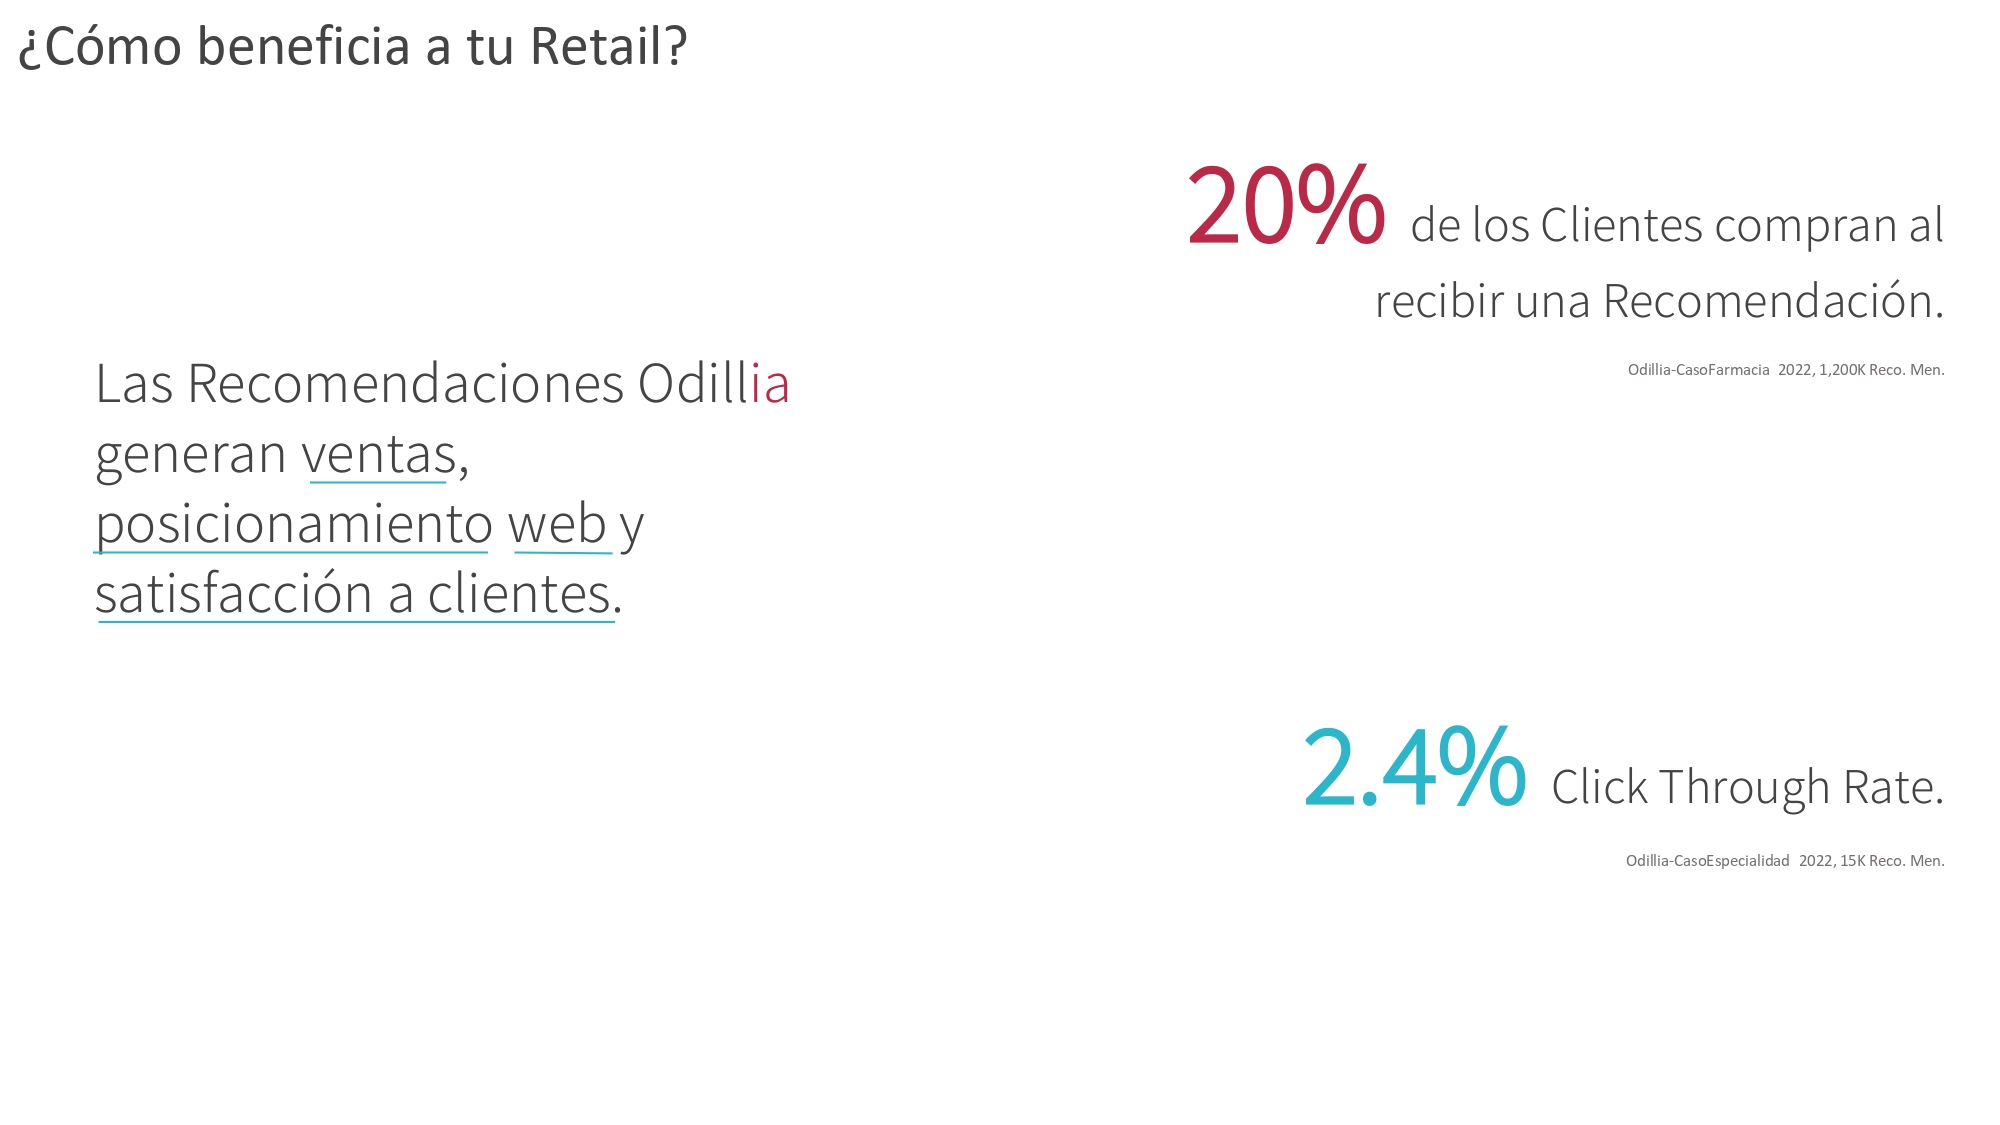 ¿Cómo beneficia a tu Retail?
Las Recomendaciones Odillia
generan ventas,
posicionamiento web y
satisfacción a clientes.
20% de los Clientes compran al
recibir una Recomendación.
Odillia-CasoFarmacia 2022, 1,200K Reco. Men.
2.4% Click Through Rate.
Odillia-CasoEspecialidad 2022, 15K Reco. Men.